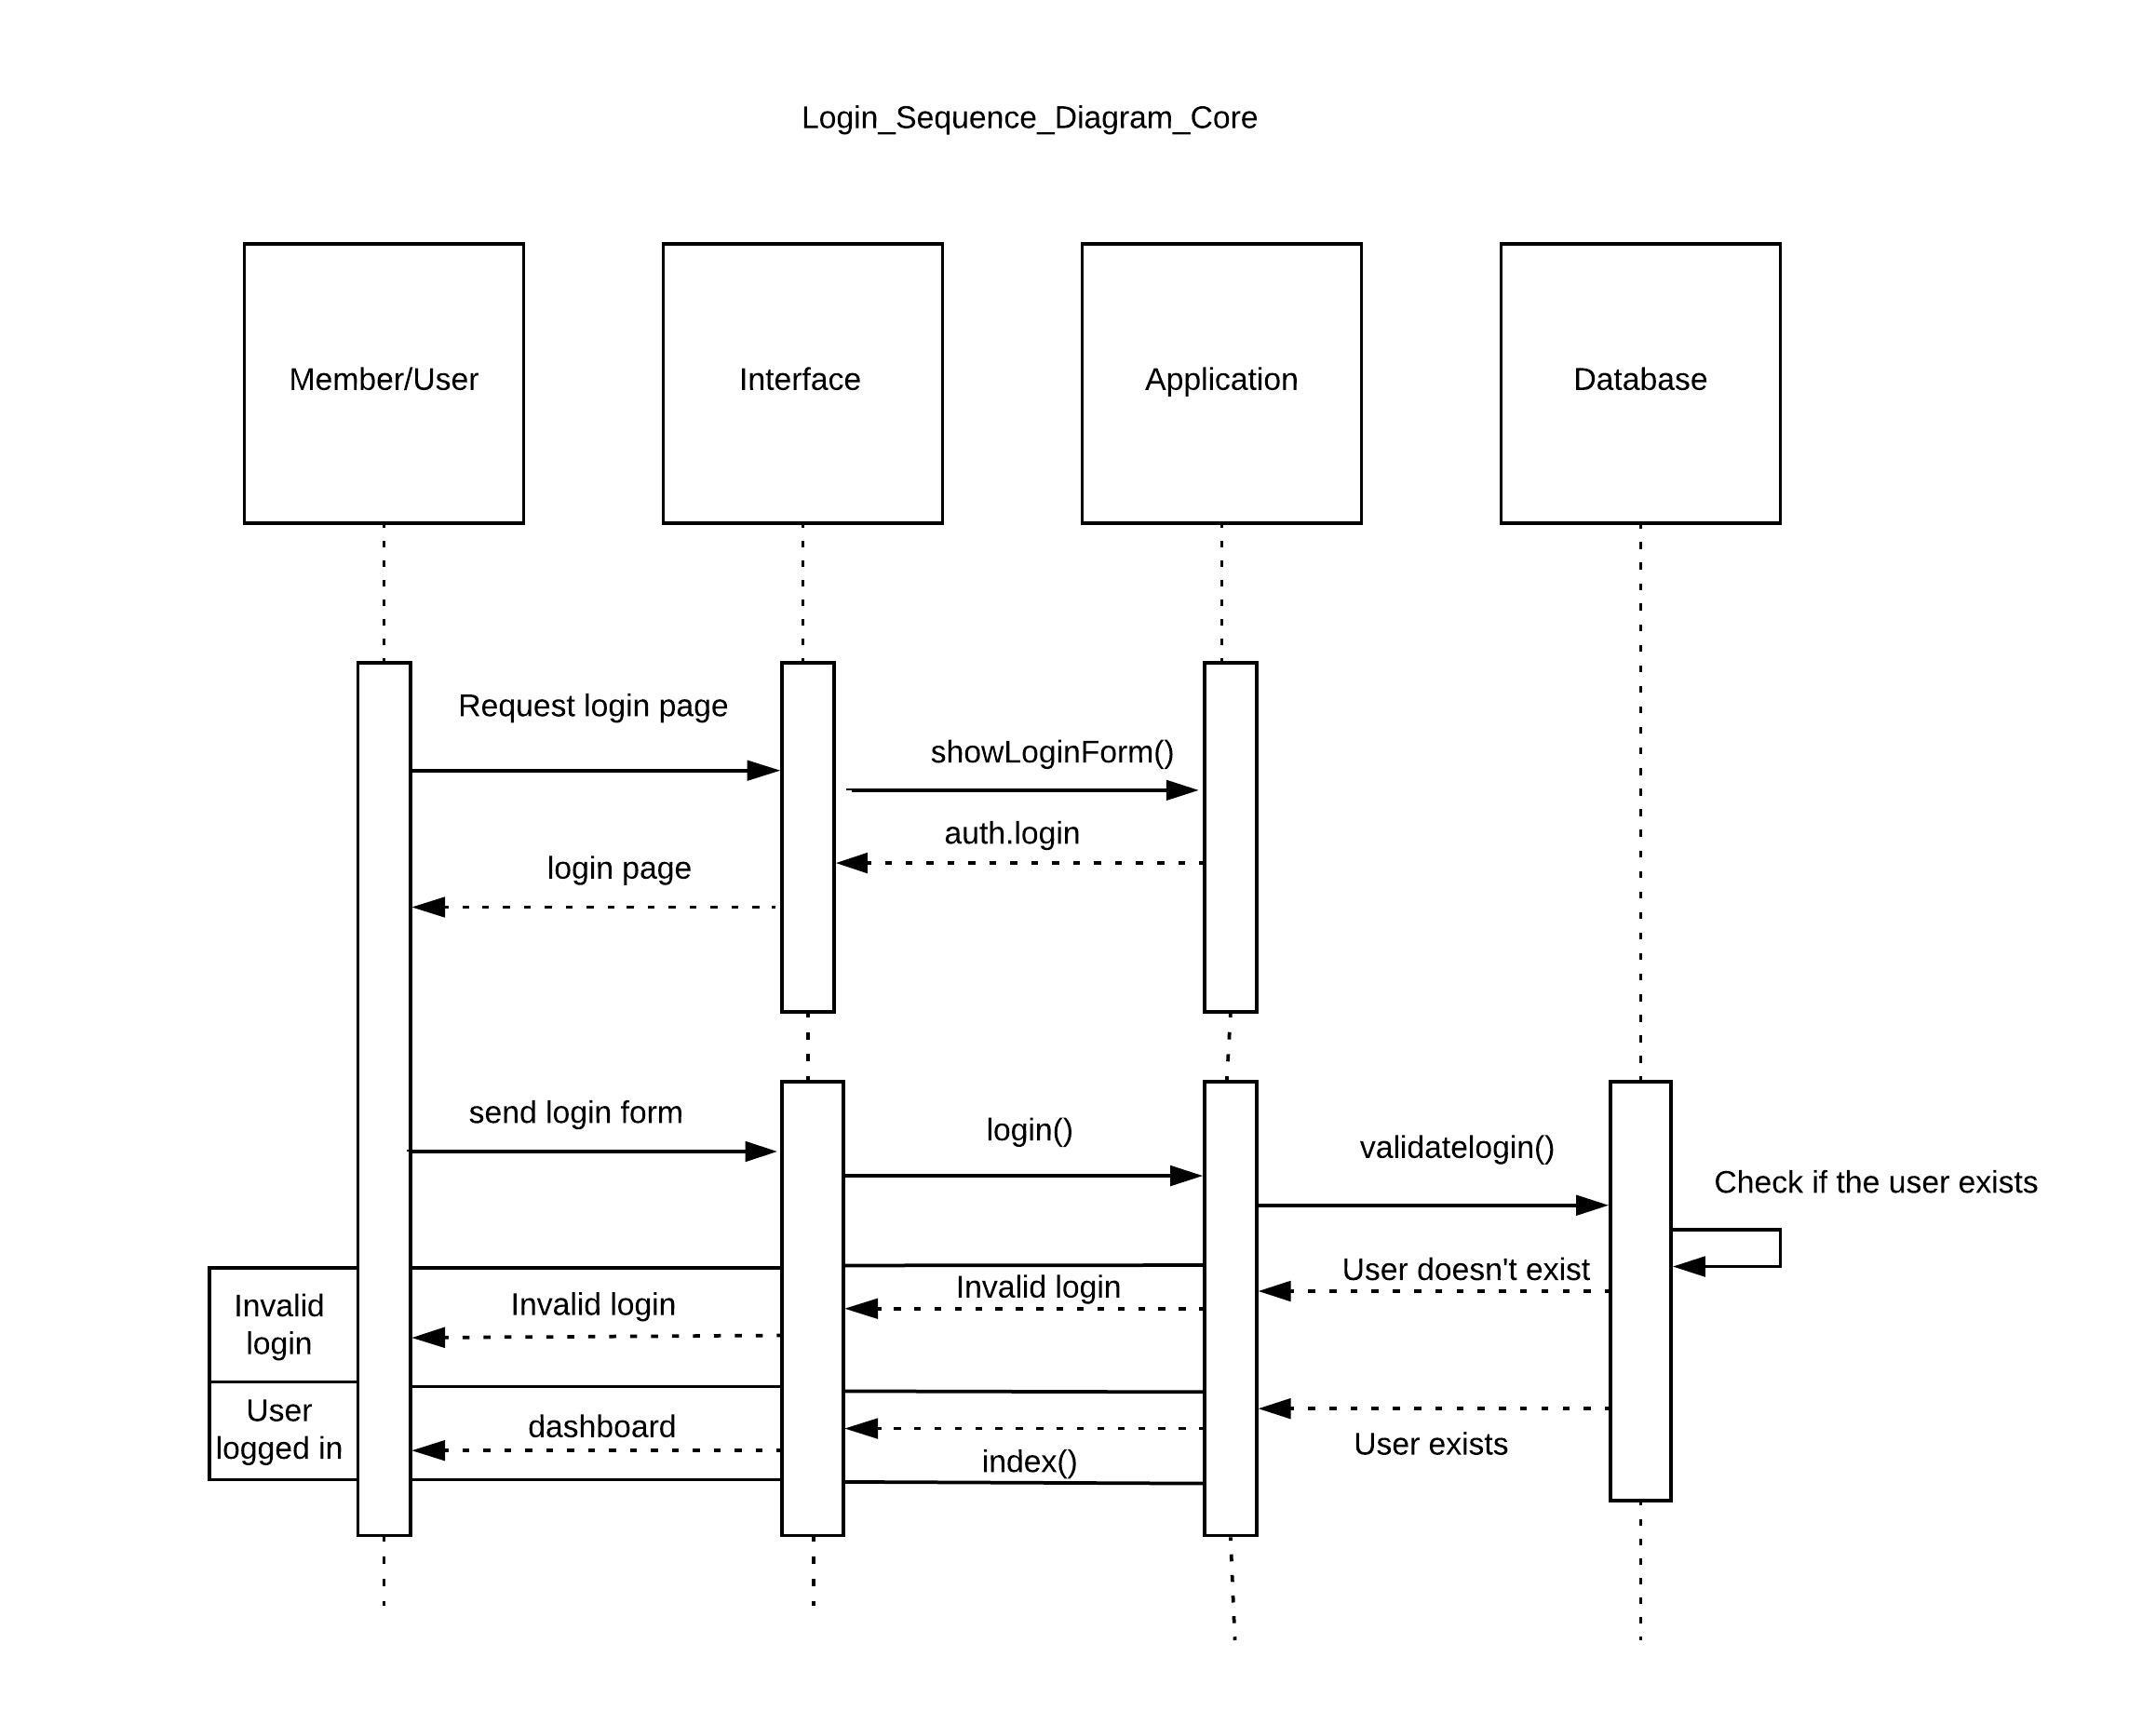 Login_Sequence_Diagram_Core
Member/User
Interface
Application
Database
Request login page
showLoginForm()
auth.login
login page
send login form
login()
validatelogin()
Check if the user exists
User doesn't exist
Invalid login
Invalid login
Invalid
login
User exists
index()
dashboard
User
logged in